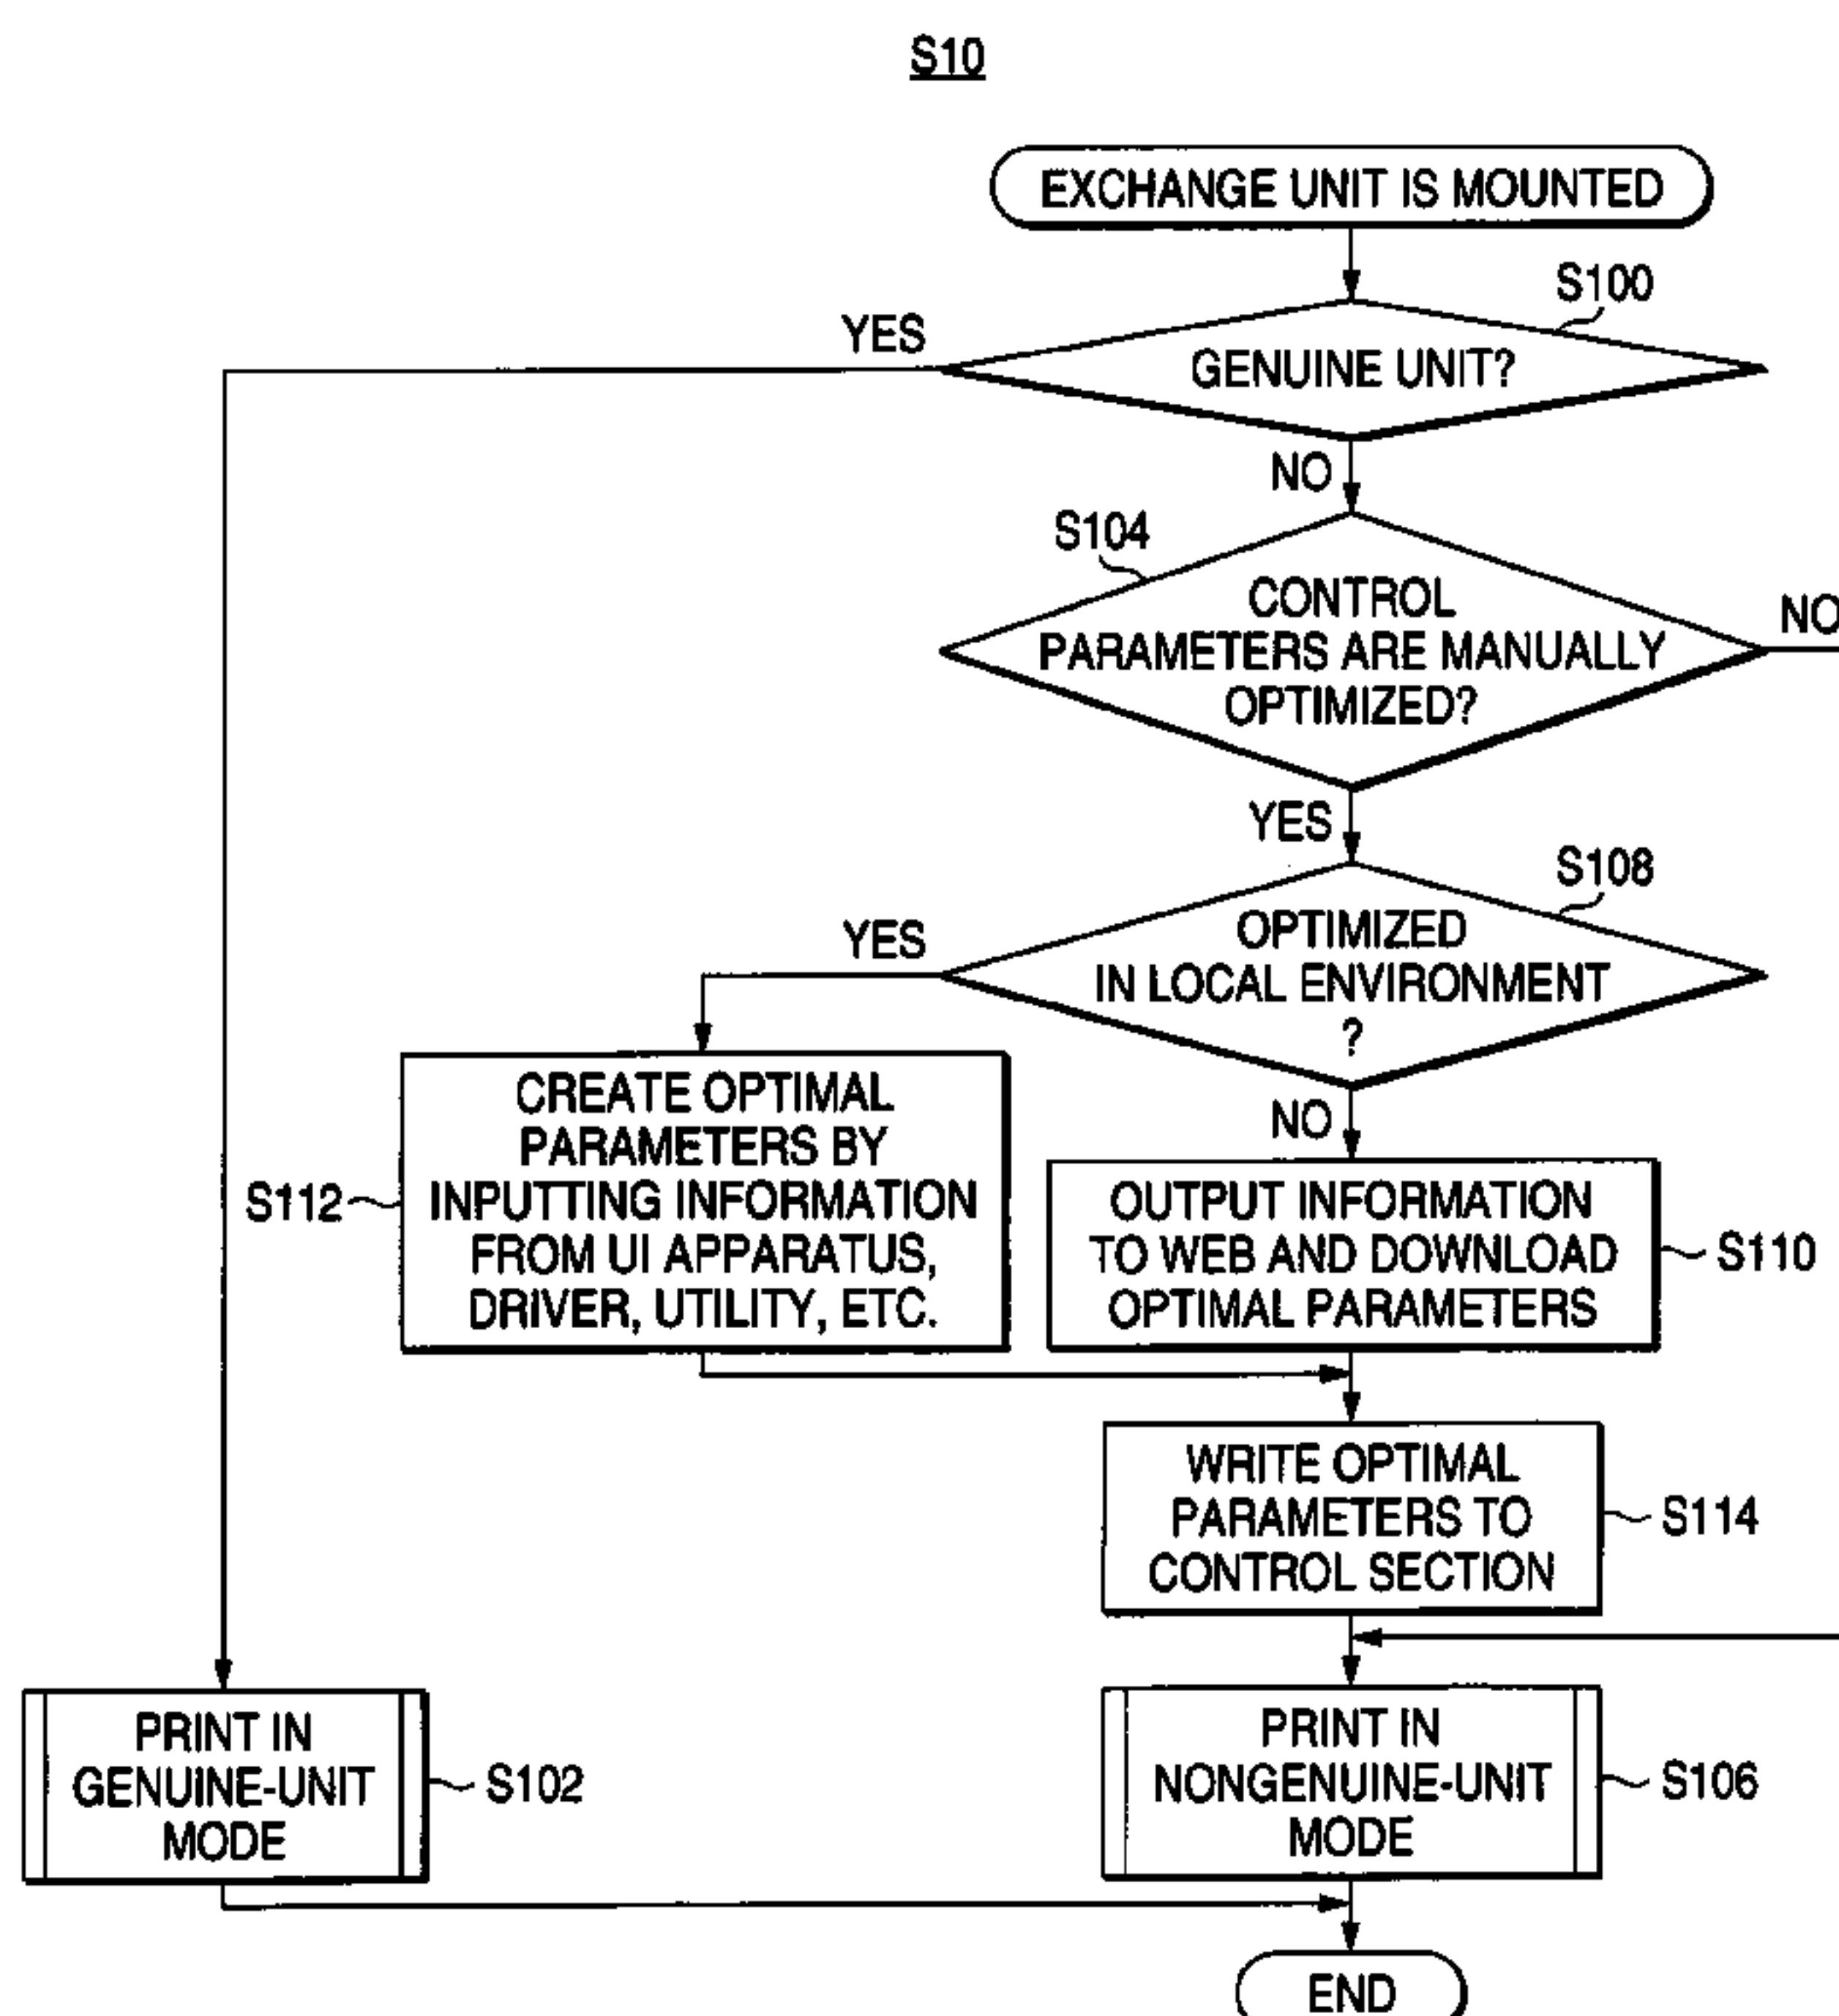 S10
EXCHANGE UNIT IS MOUNTED
S100
YES
GENUINE UNIT?
NO
S104
CONTROL
PARAMETERS ARE MANUALLY
OPTIMIZED?
NO
YES
S108
YES
OPTIMIZED
IN LOCAL ENVIRONMENT
?
NO
CREATE OPTIMAL
PARAMETERS BY
INPUTTING INFORMATION
FROM UI APPARATUS,
DRIVER, UTILITY, ETC.
S112
OUTPUT INFORMATION
TO WEB AND DOWNLOAD
OPTIMAL PARAMETERS
S110
WRITE OPTIMAL
PARAMETERS TO
CONTROL SECTION
S114
PRINT IN
GENUINE-UNIT
MODE
S102
PRINT IN
NONGENUINE-UNIT
MODE
S106
END